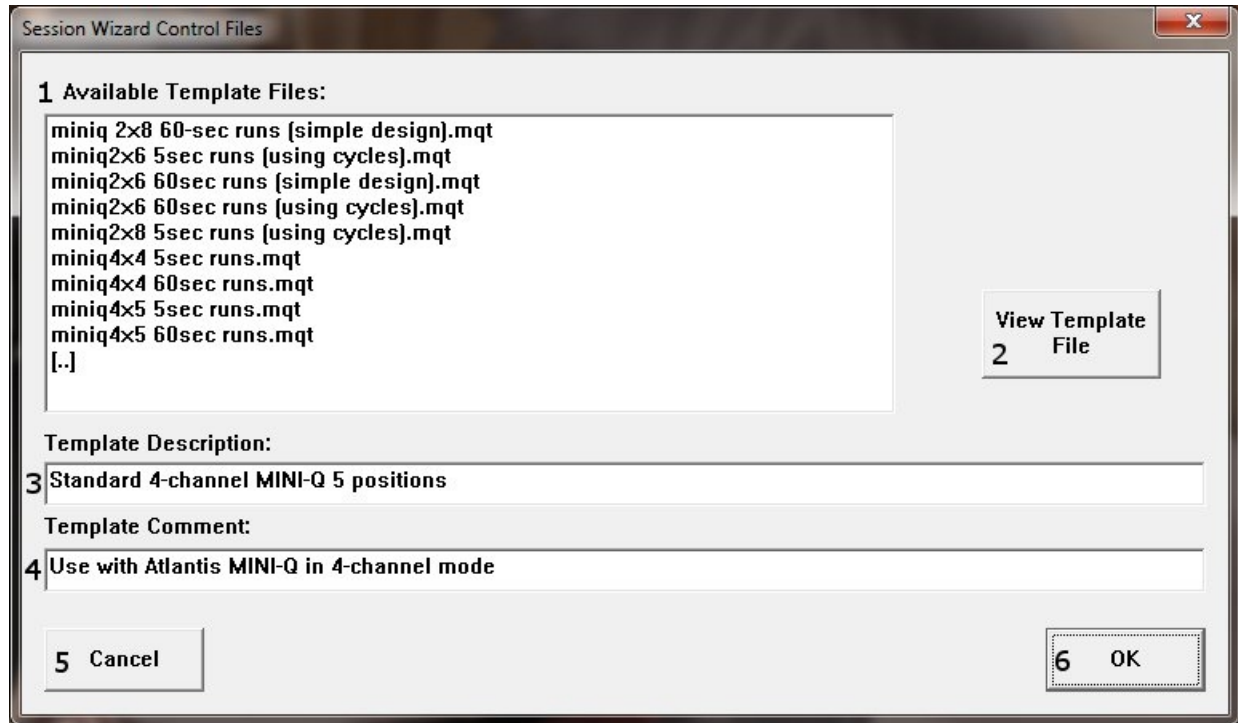 Session Wizard Control Files
x
1 Available Template Files:
miniq 2x8 60-sec runs (simple design).mqt
miniq2x6 5sec runs (using cycles).mqt
miniq2x6 60sec runs (simple design).mqt
miniq2x6 60sec runs (using cycles).mqt
miniq2x8 5sec runs (using cycles).mqt
miniq4x4 5sec runs.mqt
miniq4x4 60sec runs.mqt
miniq4x5 5sec runs.mqt
miniq4x5 60sec runs.mqt
[..]
View Template
2 File
Template Description:
3 Standard 4-channel MINI-Q 5 positions
Template Comment:
4 Use with Atlantis MINI-Q in 4-channel mode
5 Cancel
6 OK